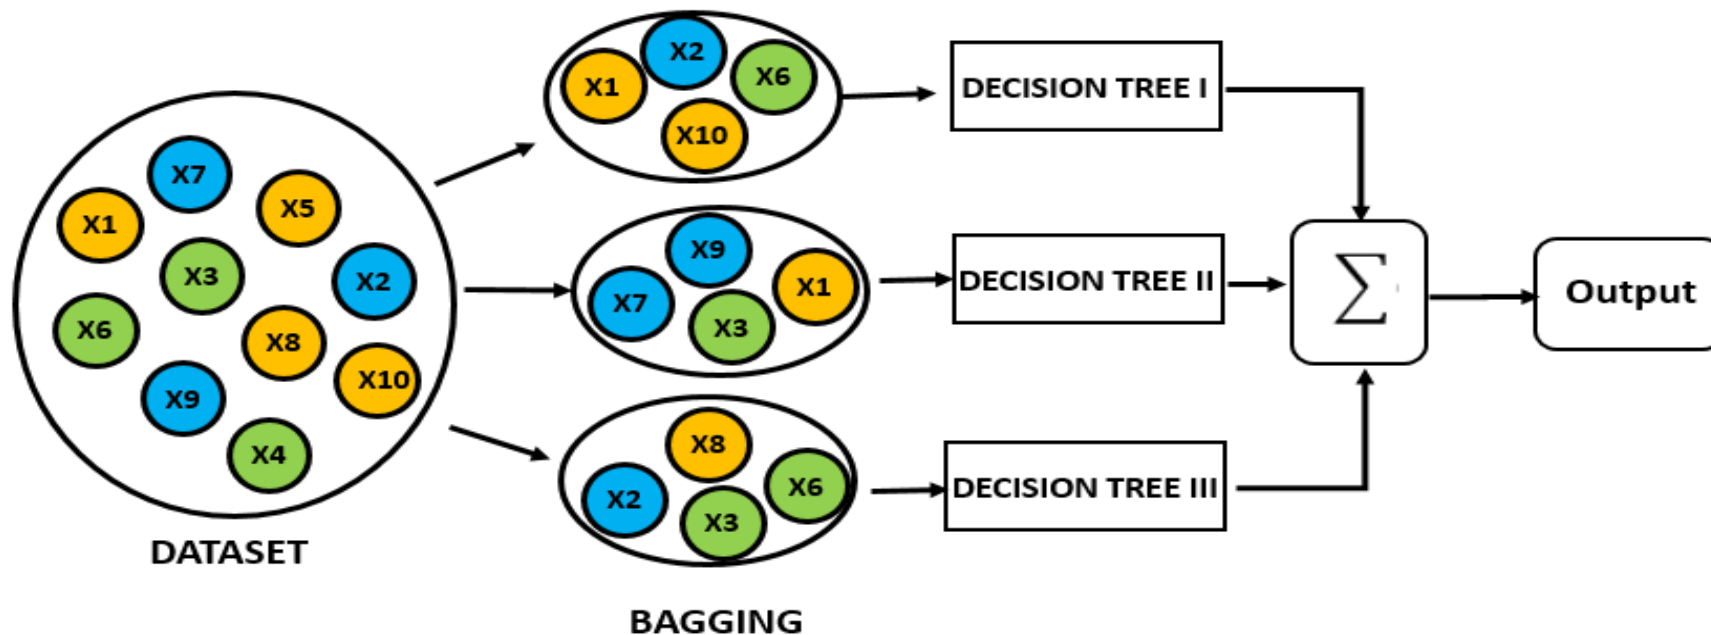 X7
X1
X5
X3
X2
X6
X8
X10
X9
X4
DATASET
X1
X2
X6
X10
X9
X7
X1
X3
X8
X2
X6
X3
BAGGING
DECISION TREE I
DECISION TREE II
DECISION TREE III
∑
Output